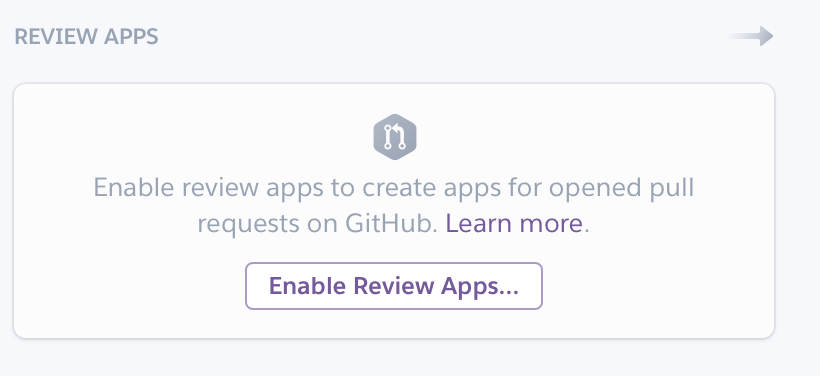 REVIEW APPS
Enable review apps to create apps for opened pull
requests on GitHub. Learn more.
Enable Review Apps...